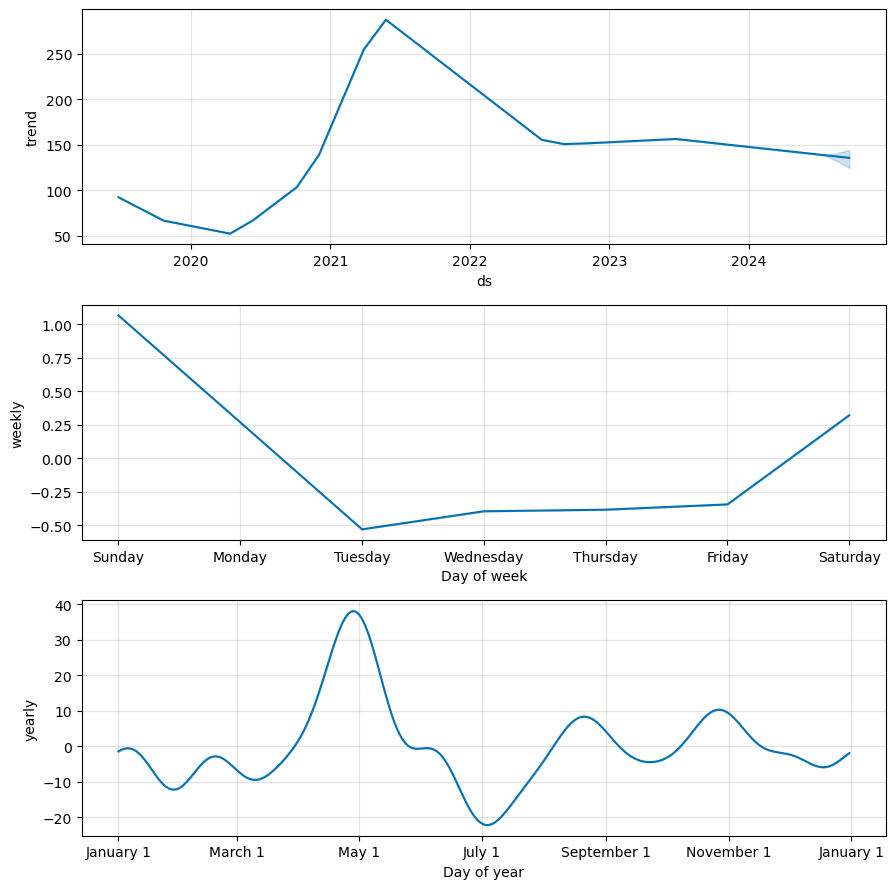 trend
250
200
150
100
50
2020 2021 2022 2023 2024
ds
weekly
1.00
0.75
0.50
0.25
0.00
−0.25
−0.50
Sunday Monday Tuesday Wednesday Thursday Friday Saturday
Day of week
yearly
40
30
20
10
0
−10
−20
January 1 March 1 May 1 July 1 September 1 November 1 January 1
Day of year